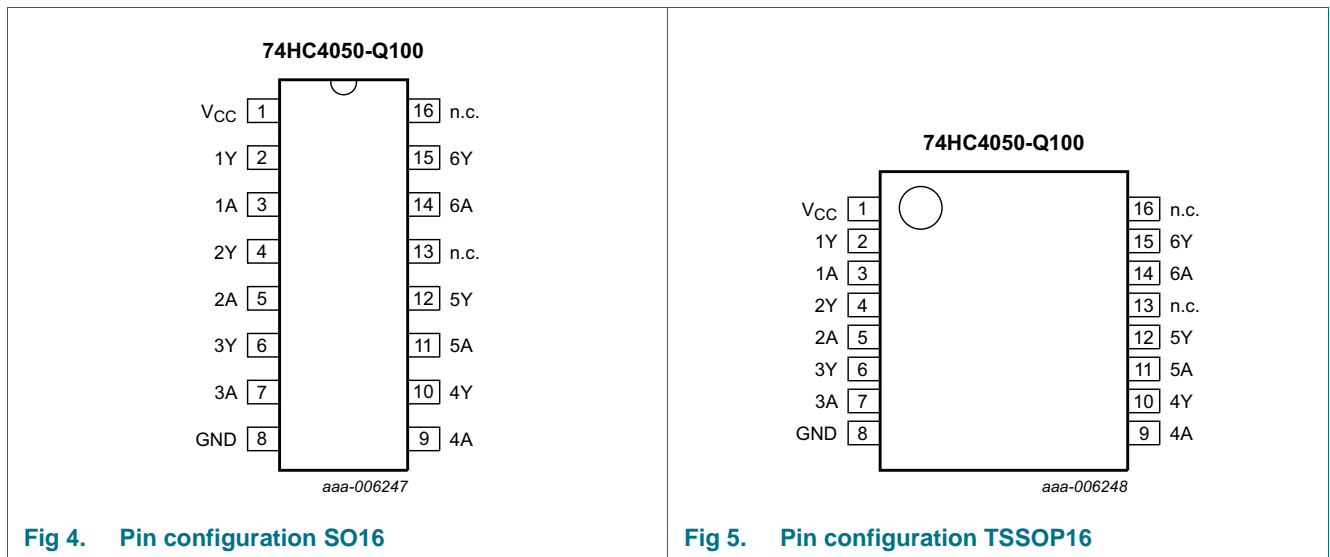 74HC4050-Q100
VCC 1 16 n.c.
1Y 2 15 6Y
1A 3 14 6A
2Y 4 13 n.c.
2A 5 12 5Y
3Y 6 11 5A
3A 7 10 4Y
GND 8 9 4A
aaa-006247
Fig 4. Pin configuration SO16
74HC4050-Q100
VCC 1 16 n.c.
1Y 2 15 6Y
1A 3 14 6A
2Y 4 13 n.c.
2A 5 12 5Y
3Y 6 11 5A
3A 7 10 4Y
GND 8 9 4A
aaa-006248
Fig 5. Pin configuration TSSOP16